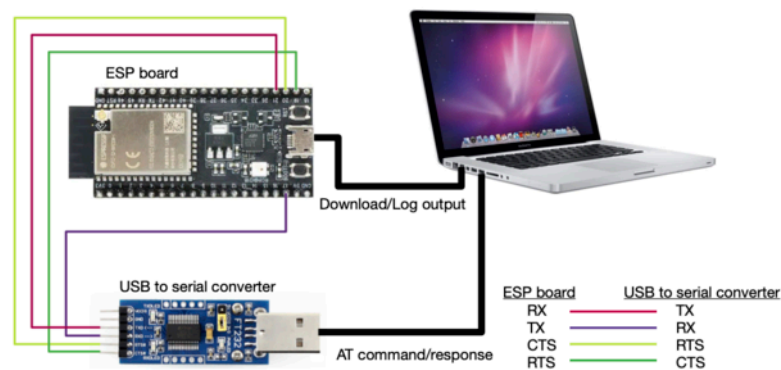 ESP board
Download/Log output
USB to serial converter
AT command/response
ESP board USB to serial converter
RX TX
TX RX
CTS RTS
RTS CTS